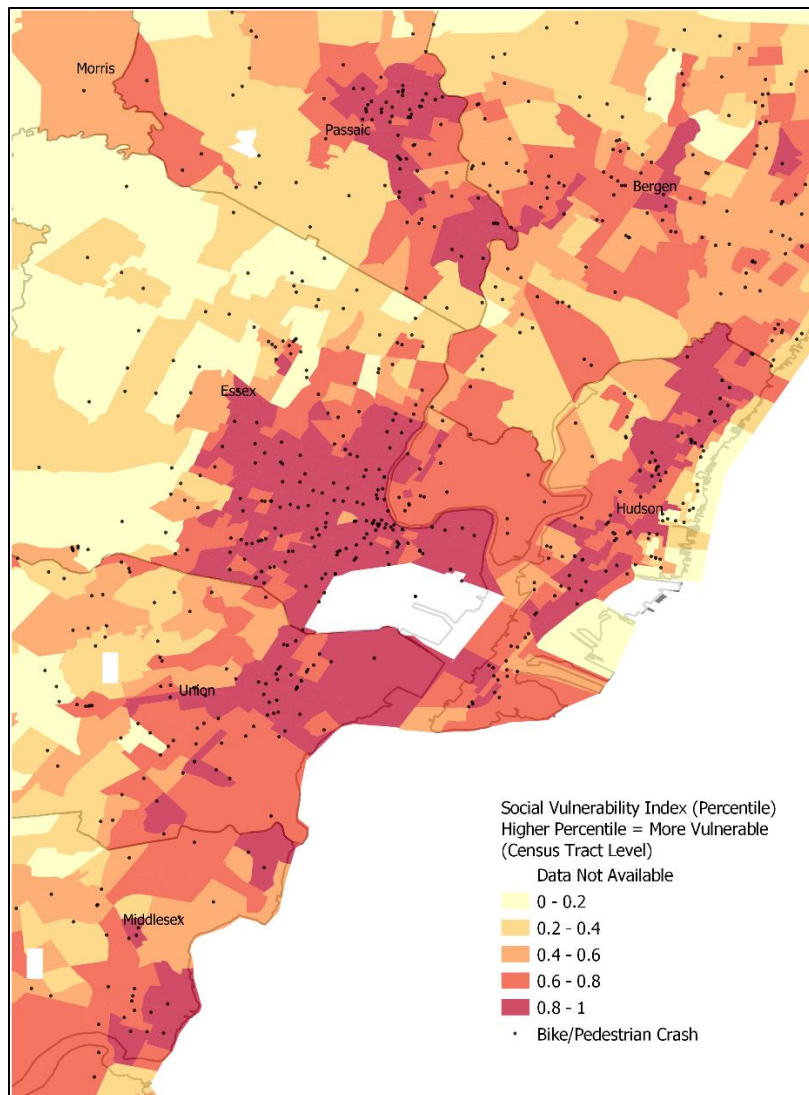 Morris
Passaic
Bergen
Essex
Hudson
Union
Middlesex
Social Vulnerability Index (Percentile)
Higher Percentile = More Vulnerable
(Census Tract Level)
Data Not Available
0 - 0.2
0.2 - 0.4
0.4 - 0.6
0.6 - 0.8
0.8 - 1
Bike/Pedestrian Crash